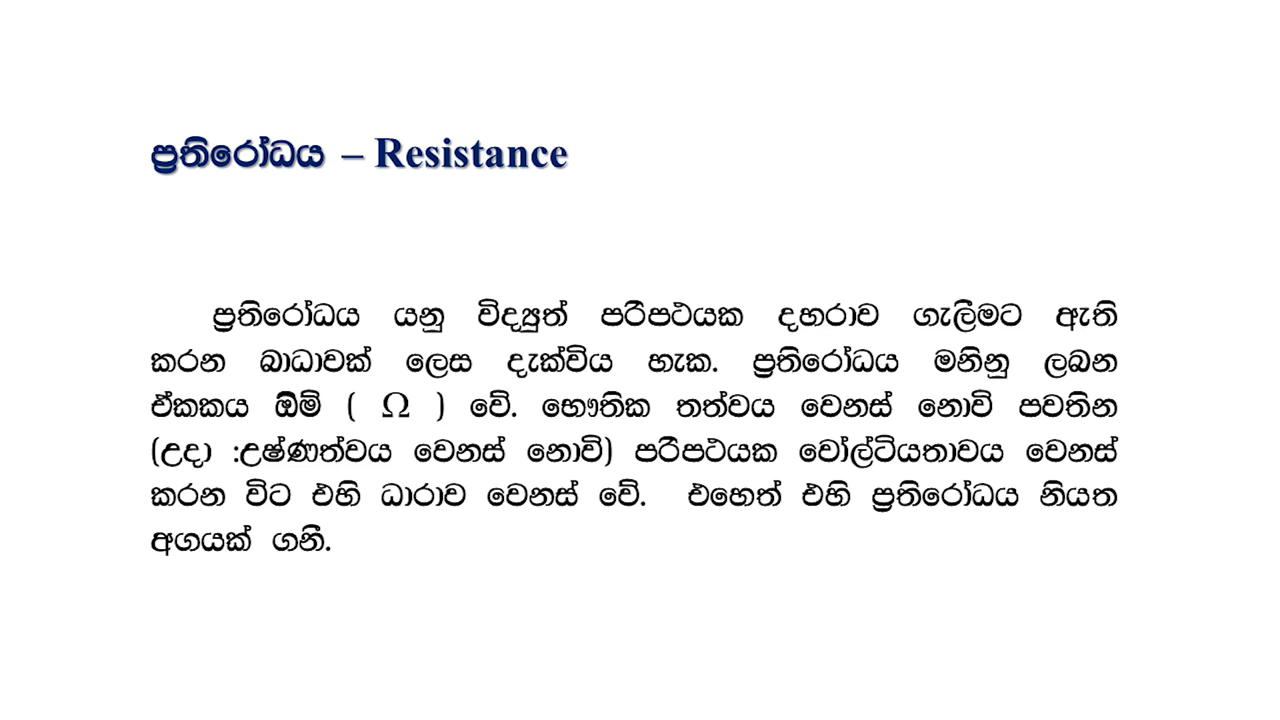 ප්‍රතිරෝධය – Resistance
ප්‍රතිරෝධය යනු විද්‍යුත් පරිපථයක දහරාව ගැලීමට ඇති
කරන බාධාවක් ලෙස දැක්විය හැක. ප්‍රතිරෝධය මනිනු ලබන
ඒකකය ඕම් ( Ω ) වේ. භෞතික තත්වය වෙනස් නොවි පවතින
(උදා :උෂ්ණත්වය වෙනස් නොවි) පරිපථයක වෝල්ටියතාවය වෙනස්
කරන විට එහි ධාරාව වෙනස් වේ. එහෙත් එහි ප්‍රතිරෝධය නියත
අගයක් ගනී.